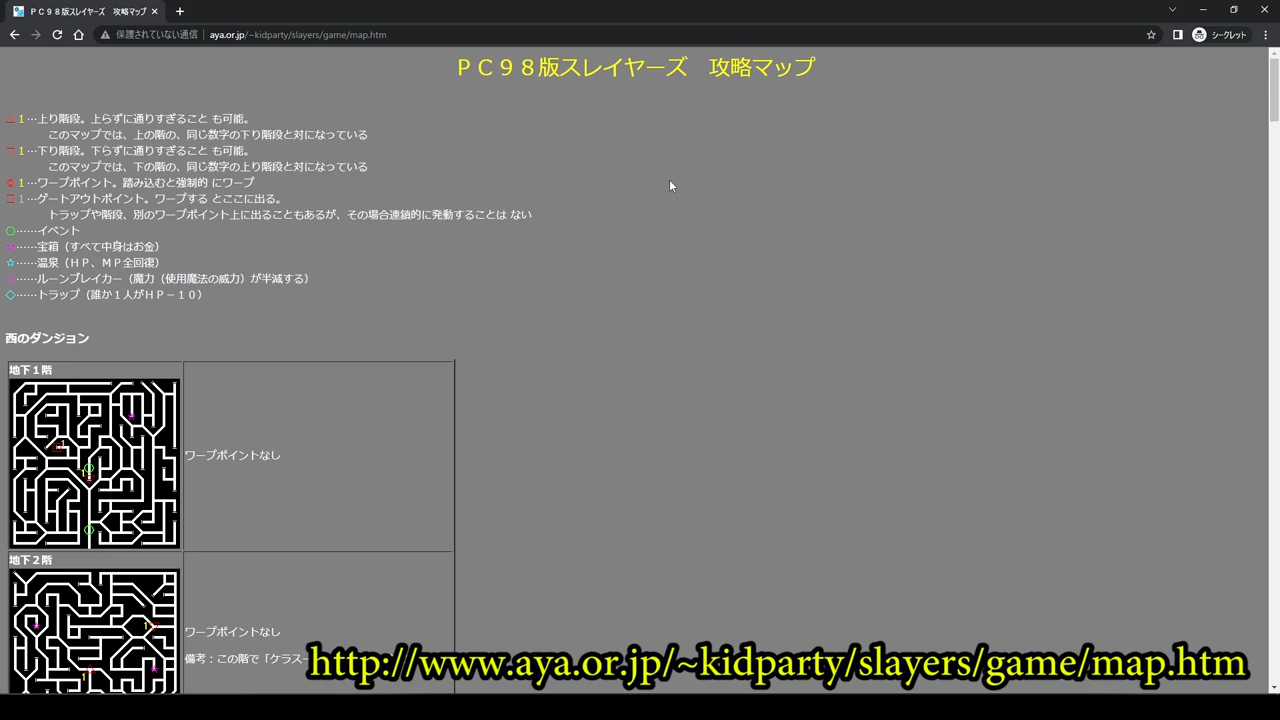 ＰＣ９８版スレイヤーズ　攻略マップ
保護されていない通信
aya.or.jp/~kidparty/slayers/game/map.htm
シークレット
ＰＣ９８版スレイヤーズ　攻略マップ
△１…上り階段。上らずに通りすぎること も可能。
このマップでは、上の階の、同じ数字の下り階段と対になっている
▽１…下り階段。下らずに通りすぎること も可能。
このマップでは、下の階の、同じ数字の上り階段と対になっている
１…ワープポイント。踏み込むと強制的 にワープ
□１…ゲートアウトポイント。ワープする とここに出る。
トラップや階段、別のワープポイント上に出ることもあるが、その場合連鎖的に発動することは ない
○……イベント
☆……宝箱（すべて中身はお金）
☆……温泉（ＨＰ、ＭＰ全回復）
……ルーンブレイカー（魔力（使用魔法の威力）が半減する）
◇……トラップ（誰か１人がＨＰ－１０）
西のダンジョン
地下１階
ワープポイントなし
地下２階
ワープポイントなし
備考：この階で「ケラス
http://www.aya.or.jp/~kidparty/slayers/game/map.htm